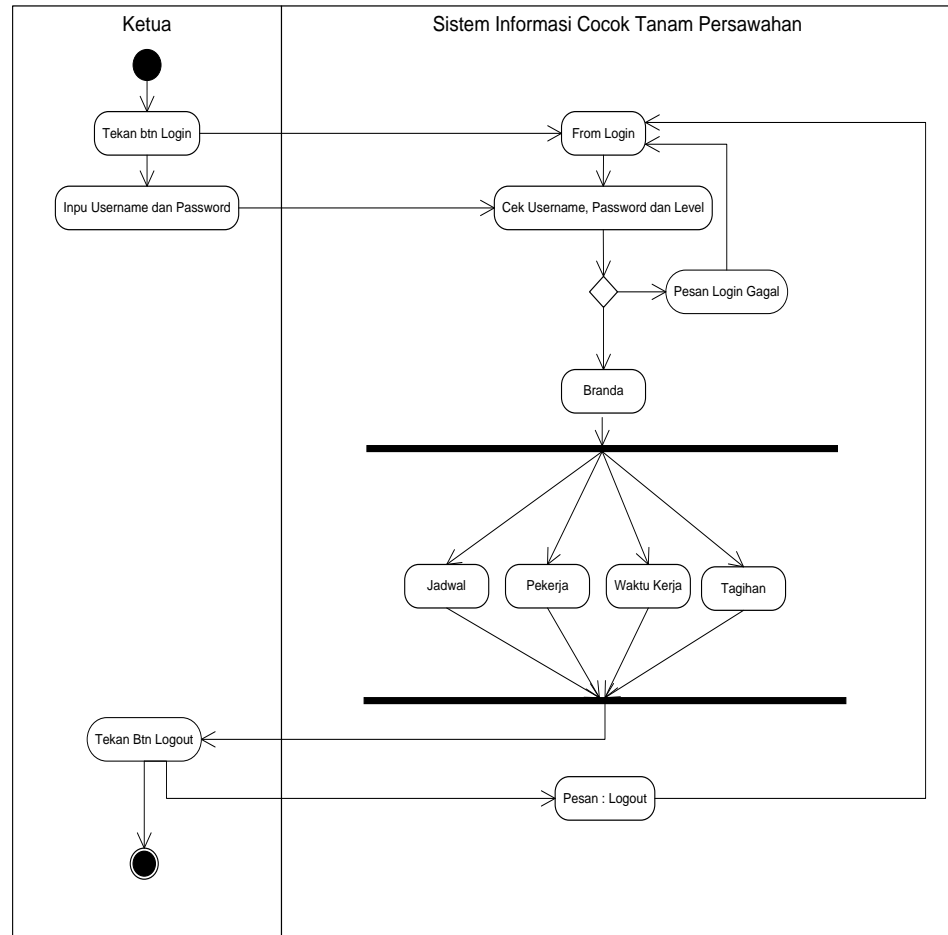 Ketua
Sistem Informasi Cocok Tanam Persawahan
Tekan btn Login
From Login
Inpu Username dan Password
Cek Username, Password dan Level
Pesan Login Gagal
Branda
Jadwal
Pekerja
Waktu Kerja
Tagihan
Tekan Btn Logout
Pesan : Logout